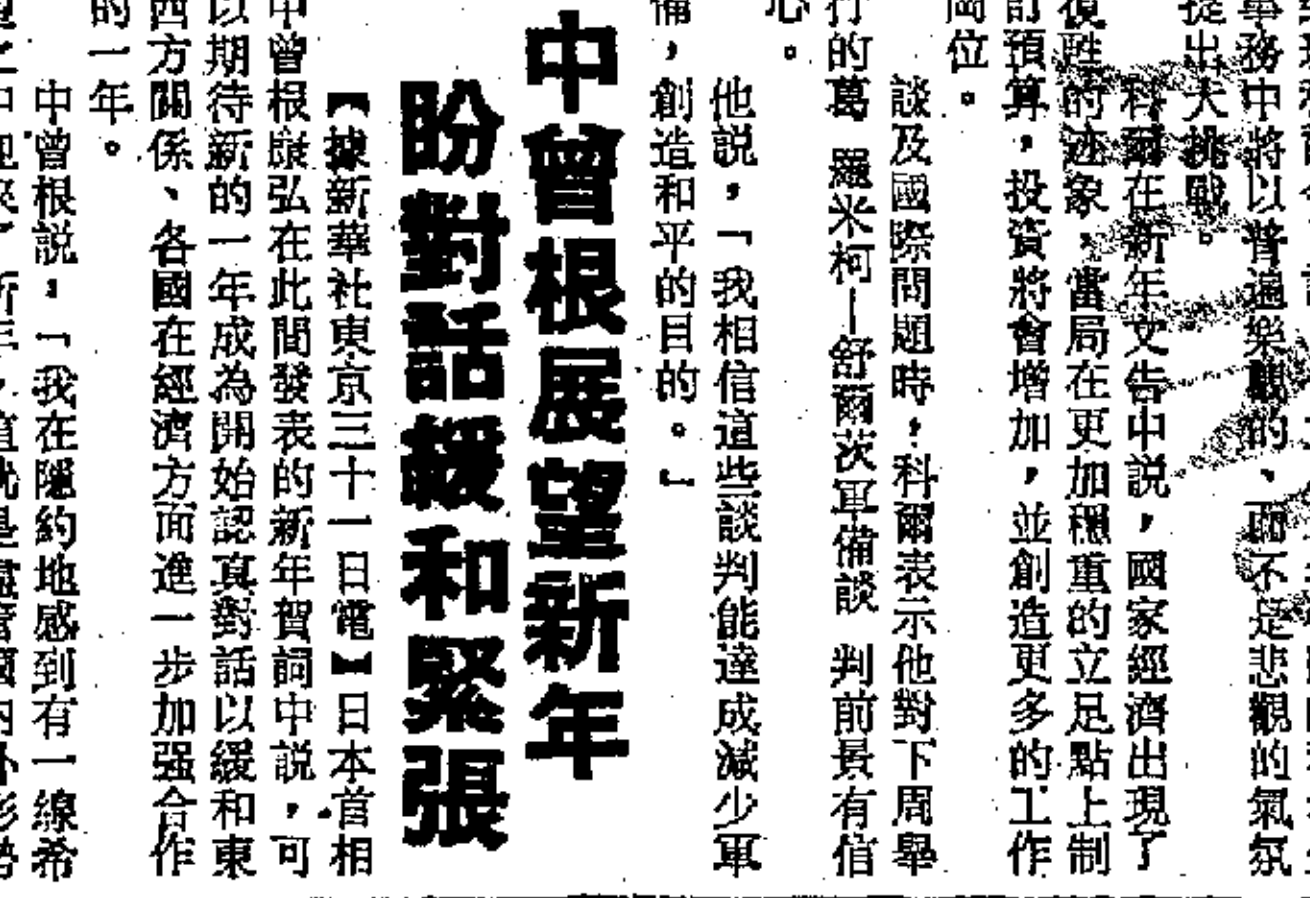 事務中將以普遍樂觀的、而不是悲觀的氣氛
提出大挑戰。
科爾在新年文告中説，國家經濟出現了
復甦的迹象，當局在更加穩重的立足點上制
訂預算，投資將會增加，並創造更多的工作
崗位。
談及國際問題時，科爾表示他對下周舉
行的葛羅米柯—舒爾茨軍備談判前景有信
心。
他説，「我相信這些談判能達成減少軍
備，創造和平的目的。」
中曾根展望新年
盼對話緩和緊張
【據新華社東京三十一日電】日本首相
中曾根康弘在此間發表的新年賀詞中説，可
以期待新的一年成為開始認真對話以緩和東
西方關係、各國在經濟方面進一步加强合作
的一年。
中曾根説，「我在隱約地感到有一線希